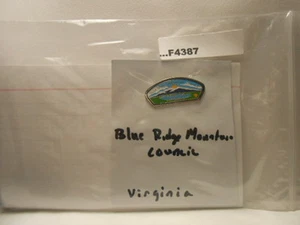 ...F4387
Blue Ridge Mountain
Council
Virginia